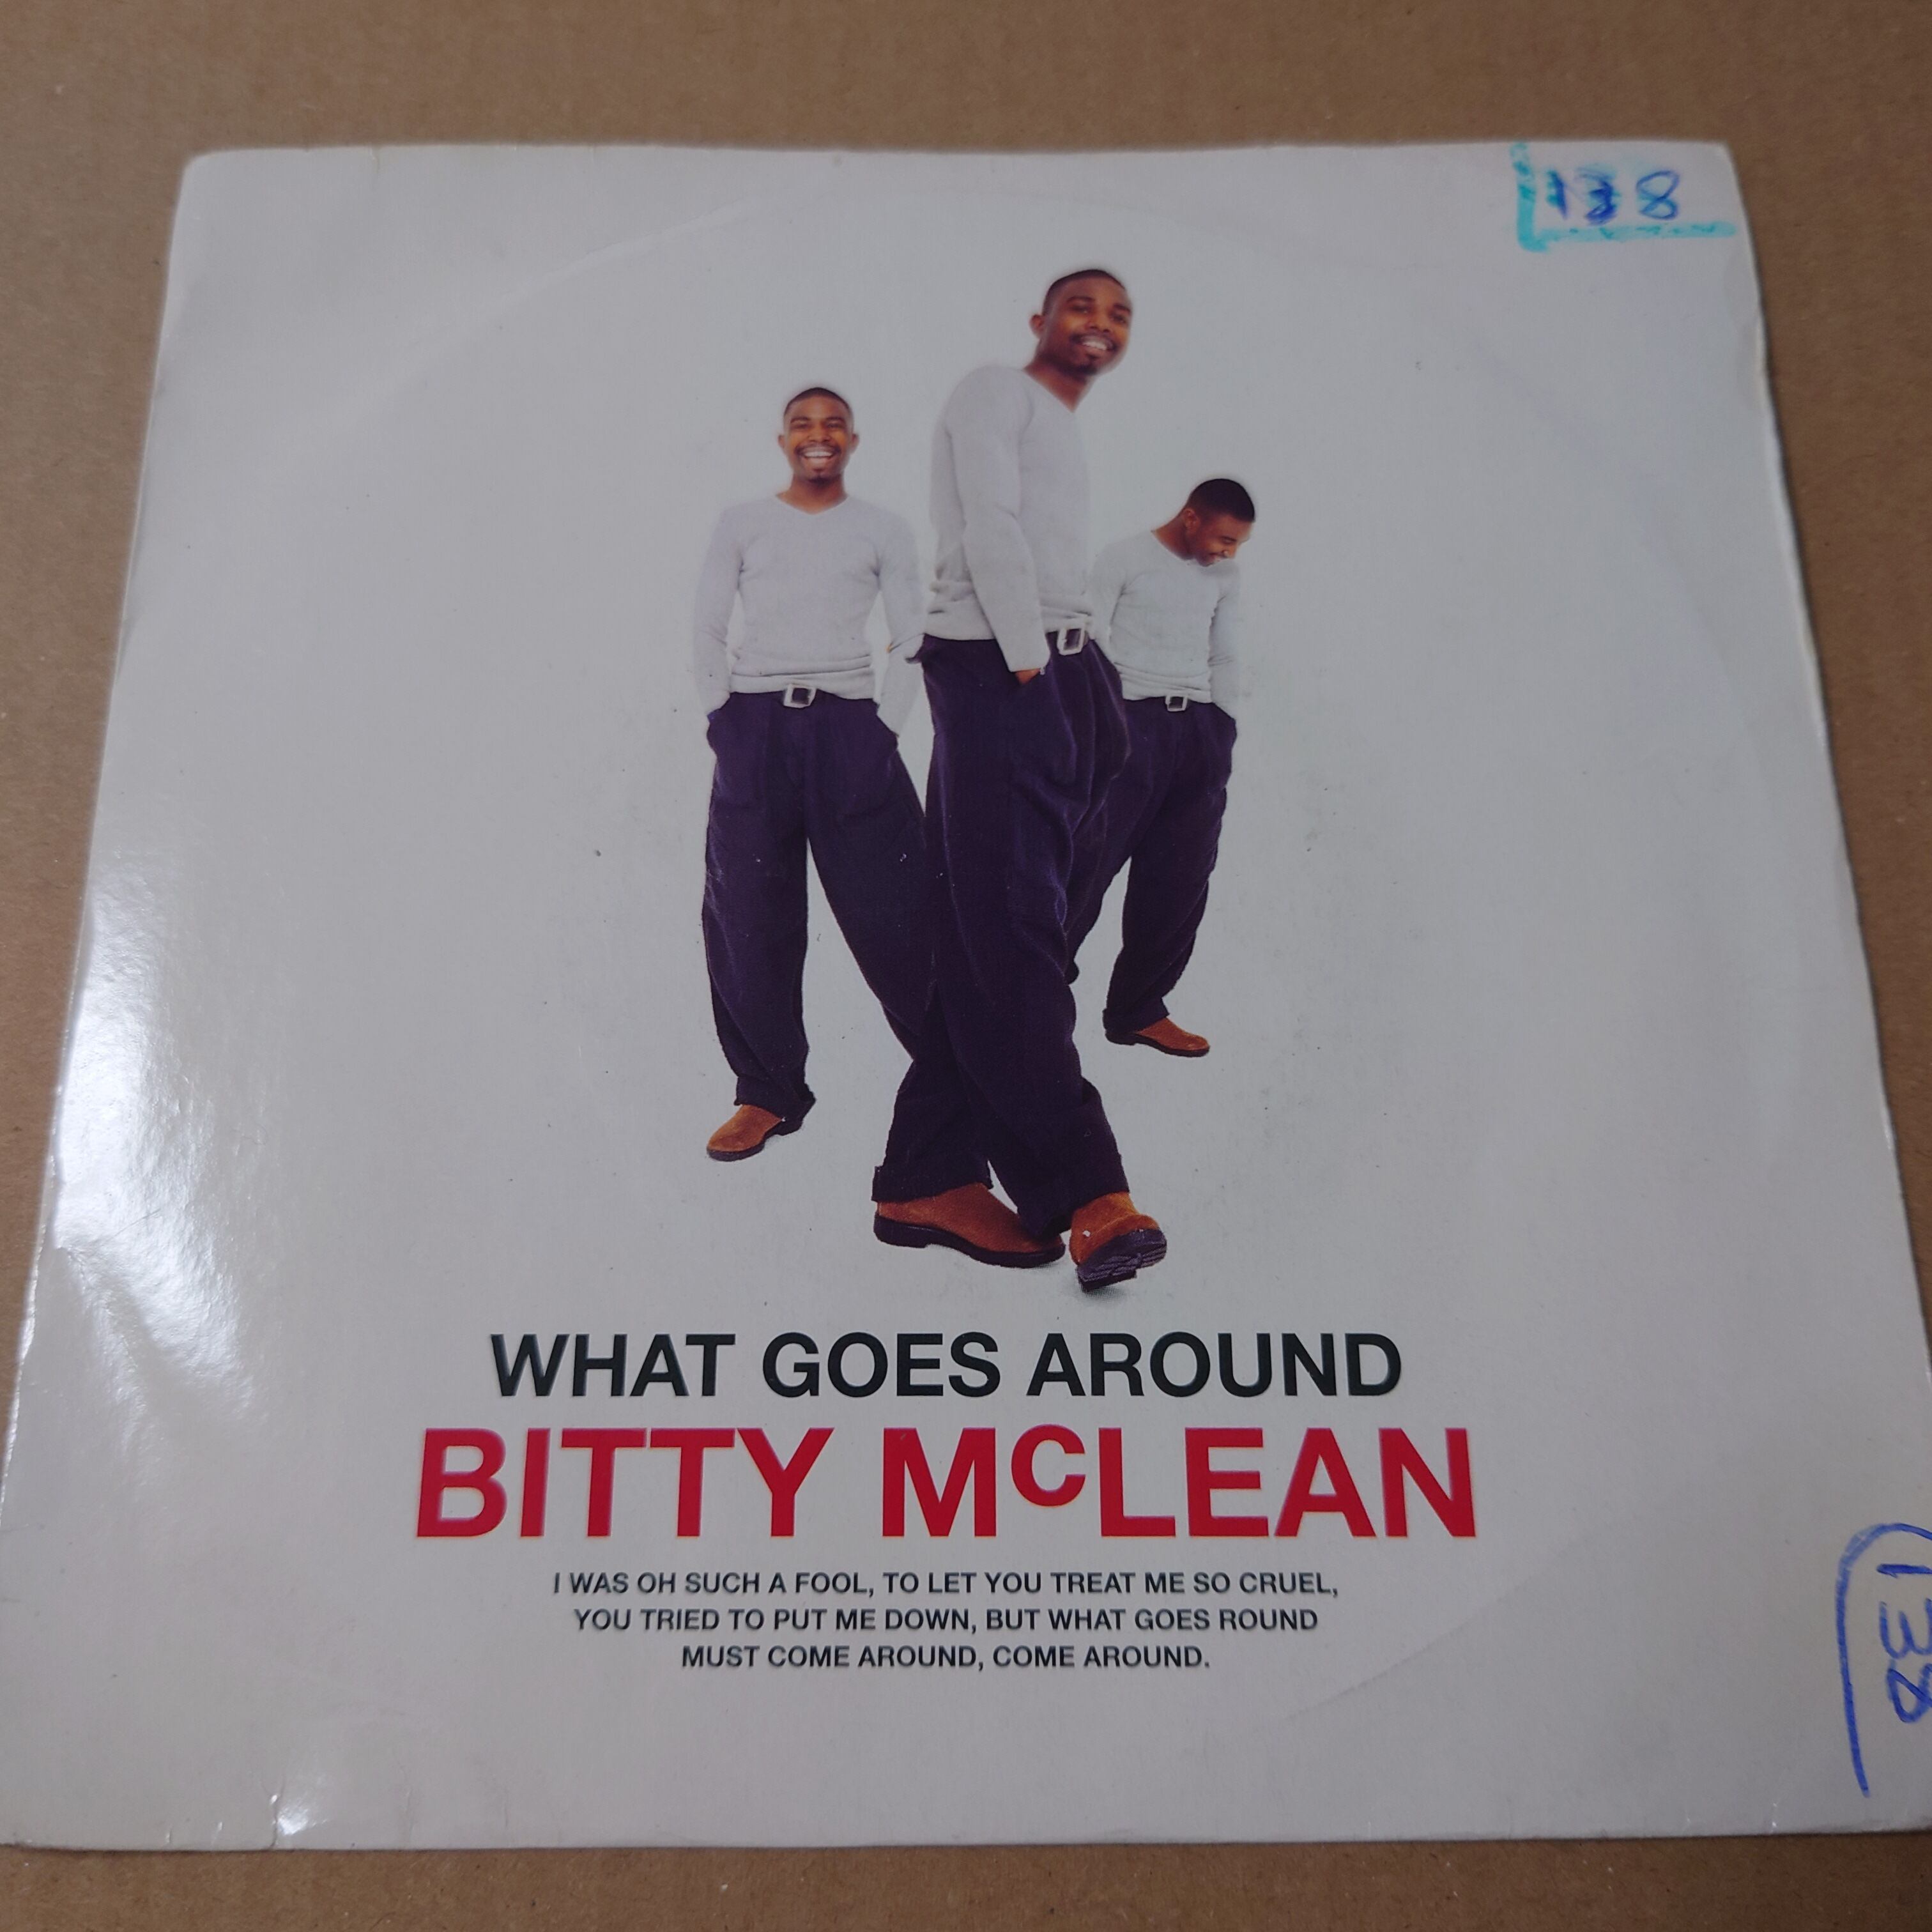 138
WHAT GOES AROUND
BITTY McLEAN
I WAS OH SUCH A FOOL, TO LET YOU TREAT ME SO CRUEL,
YOU TRIED TO PUT ME DOWN, BUT WHAT GOES ROUND
MUST COME AROUND, COME AROUND.
138